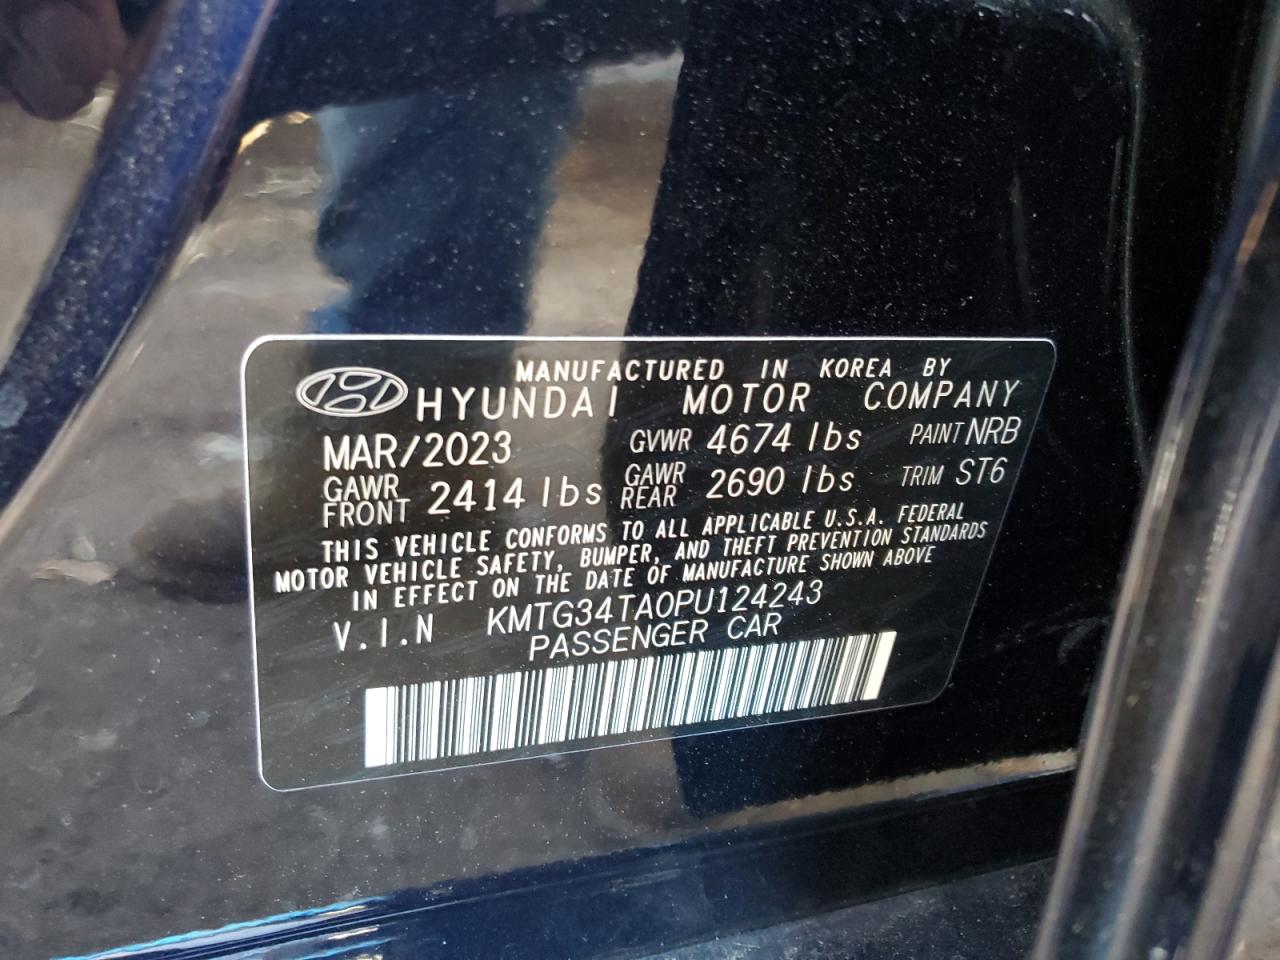 MANUFACTURED IN KOREA BY
HYUNDAI MOTOR COMPANY
MAR/2023 GVWR 4674 lbs PAINT NRB
GAWR FRONT 2414 lbs GAWR REAR 2690 lbs TRIM ST6
THIS VEHICLE CONFORMS TO ALL APPLICABLE U.S.A. FEDERAL
MOTOR VEHICLE SAFETY, BUMPER, AND THEFT PREVENTION STANDARDS
IN EFFECT ON THE DATE OF MANUFACTURE SHOWN ABOVE
V.I.N KMTG34TA0PU124243
PASSENGER CAR